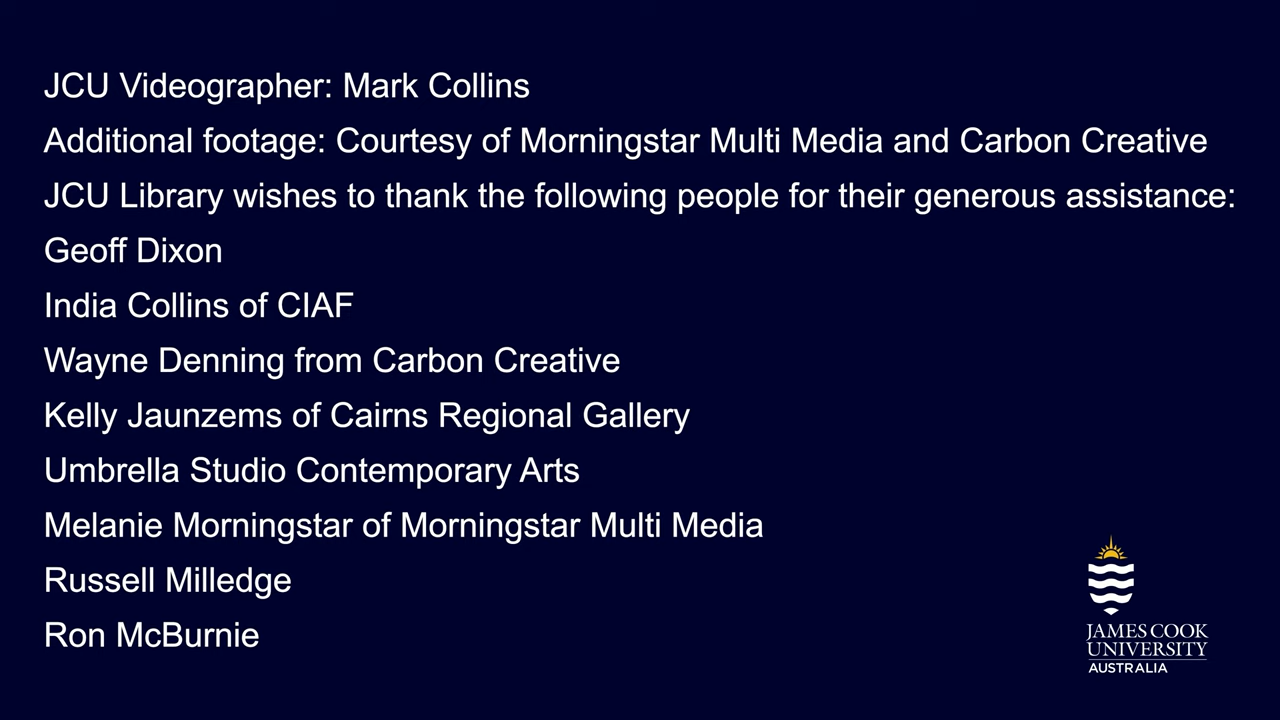 JCU Videographer: Mark Collins
Additional footage: Courtesy of Morningstar Multi Media and Carbon Creative
JCU Library wishes to thank the following people for their generous assistance:
Geoff Dixon
India Collins of CIAF
Wayne Denning from Carbon Creative
Kelly Jaunzems of Cairns Regional Gallery
Umbrella Studio Contemporary Arts
Melanie Morningstar of Morningstar Multi Media
Russell Milledge
Ron McBurnie
JAMES COOK
UNIVERSITY
AUSTRALIA